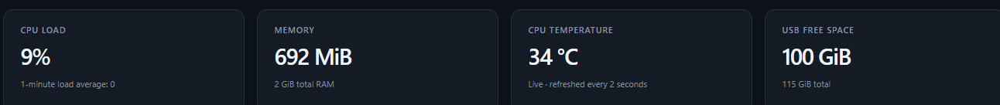 CPU LOAD
9%
1-minute load average: 0
MEMORY
692 MiB
2 GiB total RAM
CPU TEMPERATURE
34 °C
Live · refreshed every 2 seconds
USB FREE SPACE
100 GiB
115 GiB total